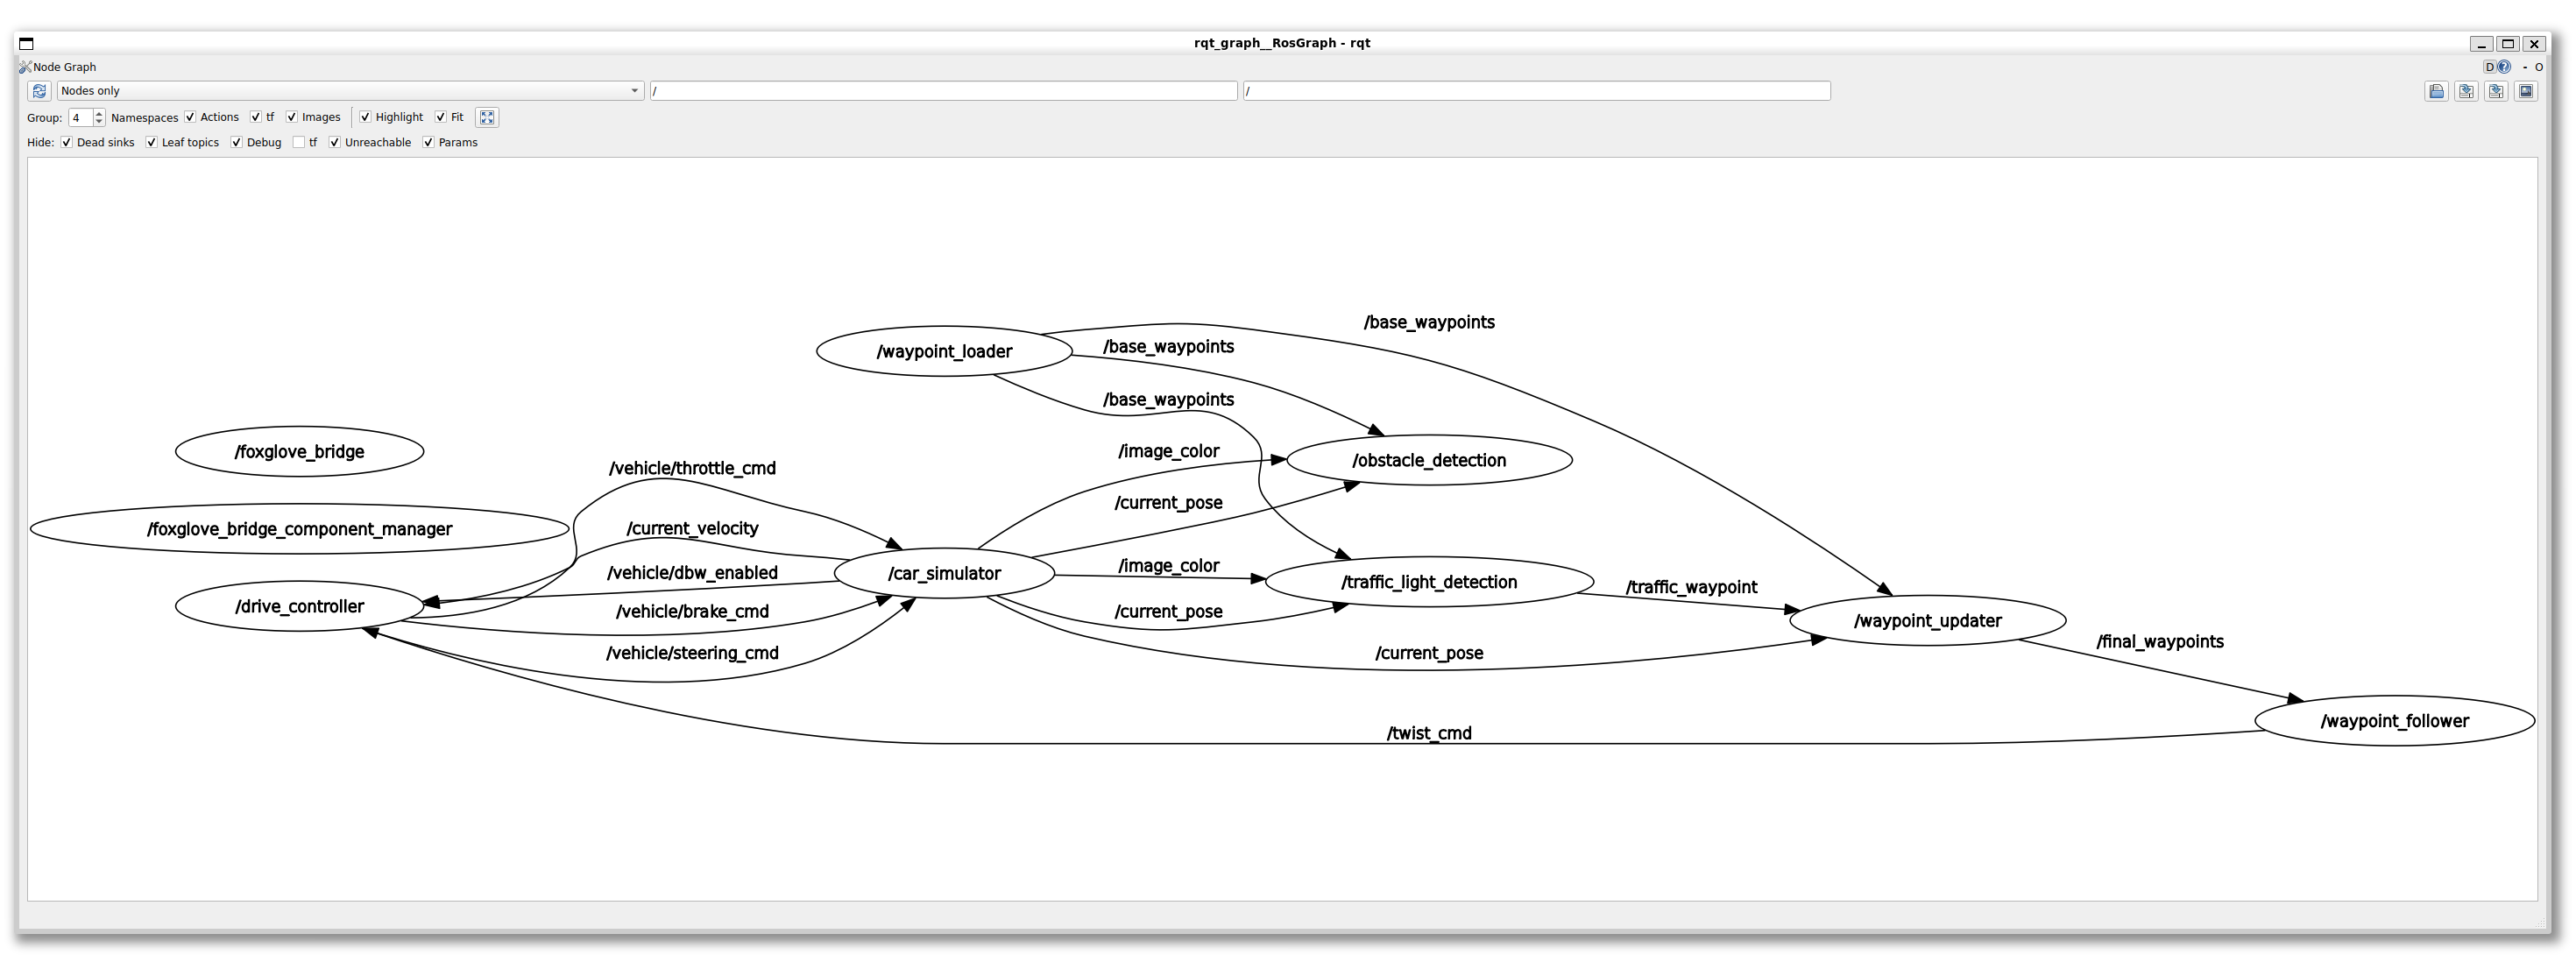 rqt_graph__RosGraph - rqt
Node Graph
D - O
Nodes only / /
Group: 4 Namespaces Actions tf Images Highlight Fit
Hide: Dead sinks Leaf topics Debug tf Unreachable Params
/base_waypoints
/waypoint_loader
/base_waypoints
/base_waypoints
/foxglove_bridge
/image_color
/obstacle_detection
/vehicle/throttle_cmd
/current_pose
/foxglove_bridge_component_manager
/current_velocity
/vehicle/dbw_enabled
/car_simulator
/image_color
/traffic_light_detection
/traffic_waypoint
/drive_controller
/vehicle/brake_cmd
/current_pose
/waypoint_updater
/vehicle/steering_cmd
/current_pose
/final_waypoints
/waypoint_follower
/twist_cmd